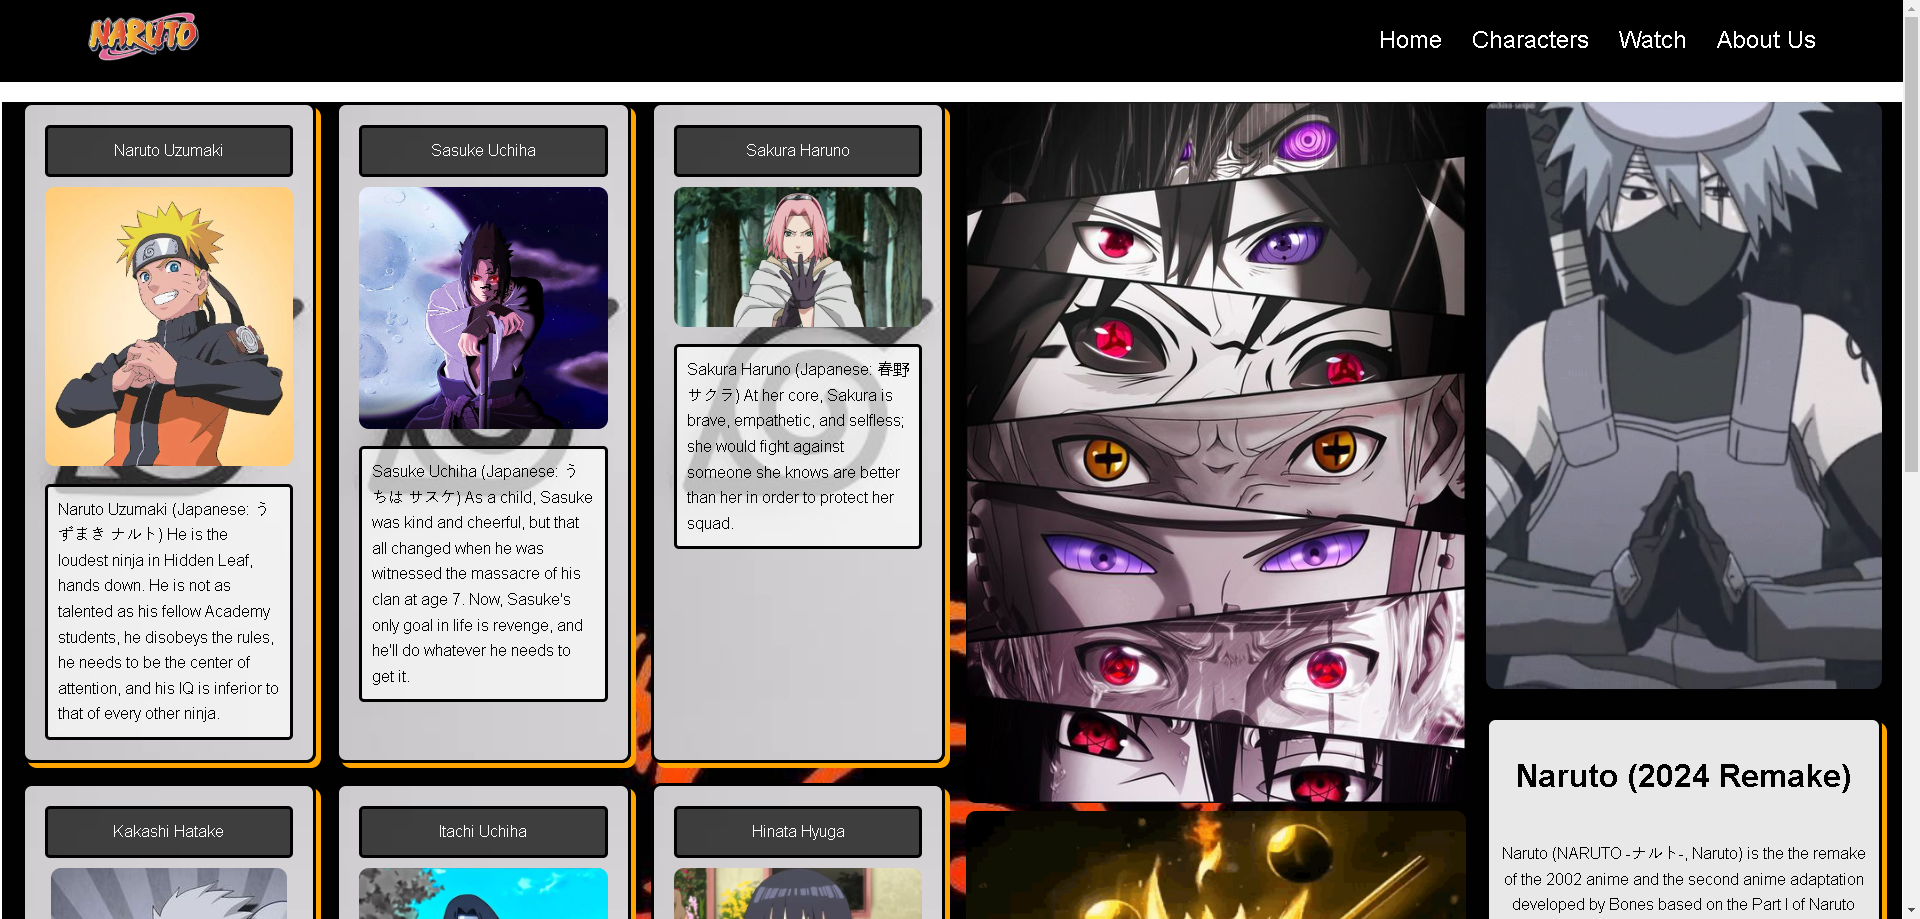 NARUTO
Home
Characters
Watch
About Us
Naruto Uzumaki
Naruto Uzumaki (Japanese: う
ずまき ナルト) He is the
loudest ninja in Hidden Leaf,
hands down. He is not as
talented as his fellow Academy
students, he disobeys the rules,
he needs to be the center of
attention, and his IQ is inferior to
that of every other ninja.
Sasuke Uchiha
Sasuke Uchiha (Japanese: う
ちは サスケ) As a child, Sasuke
was kind and cheerful, but that
all changed when he was
witnessed the massacre of his
clan at age 7. Now, Sasuke's
only goal in life is revenge, and
he'll do whatever he needs to
get it.
Sakura Haruno
Sakura Haruno (Japanese: 春野
サクラ) At her core, Sakura is
brave, empathetic, and selfless;
she would fight against
someone she knows are better
than her in order to protect her
squad.
Kakashi Hatake
Itachi Uchiha
Hinata Hyuga
Naruto (2024 Remake)
Naruto (NARUTO -ナルト-, Naruto) is the the remake
of the 2002 anime and the second anime adaptation
developed by Bones based on the Part I of Naruto